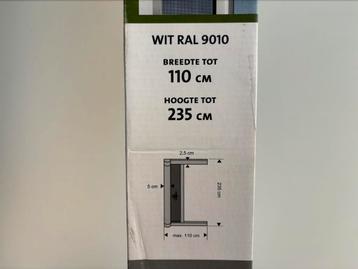 WIT RAL 9010
BREEDTE TOT
110 CM
HOOGTE TOT
235 CM
2,5 cm
5 cm
235 cm
max. 110 cm